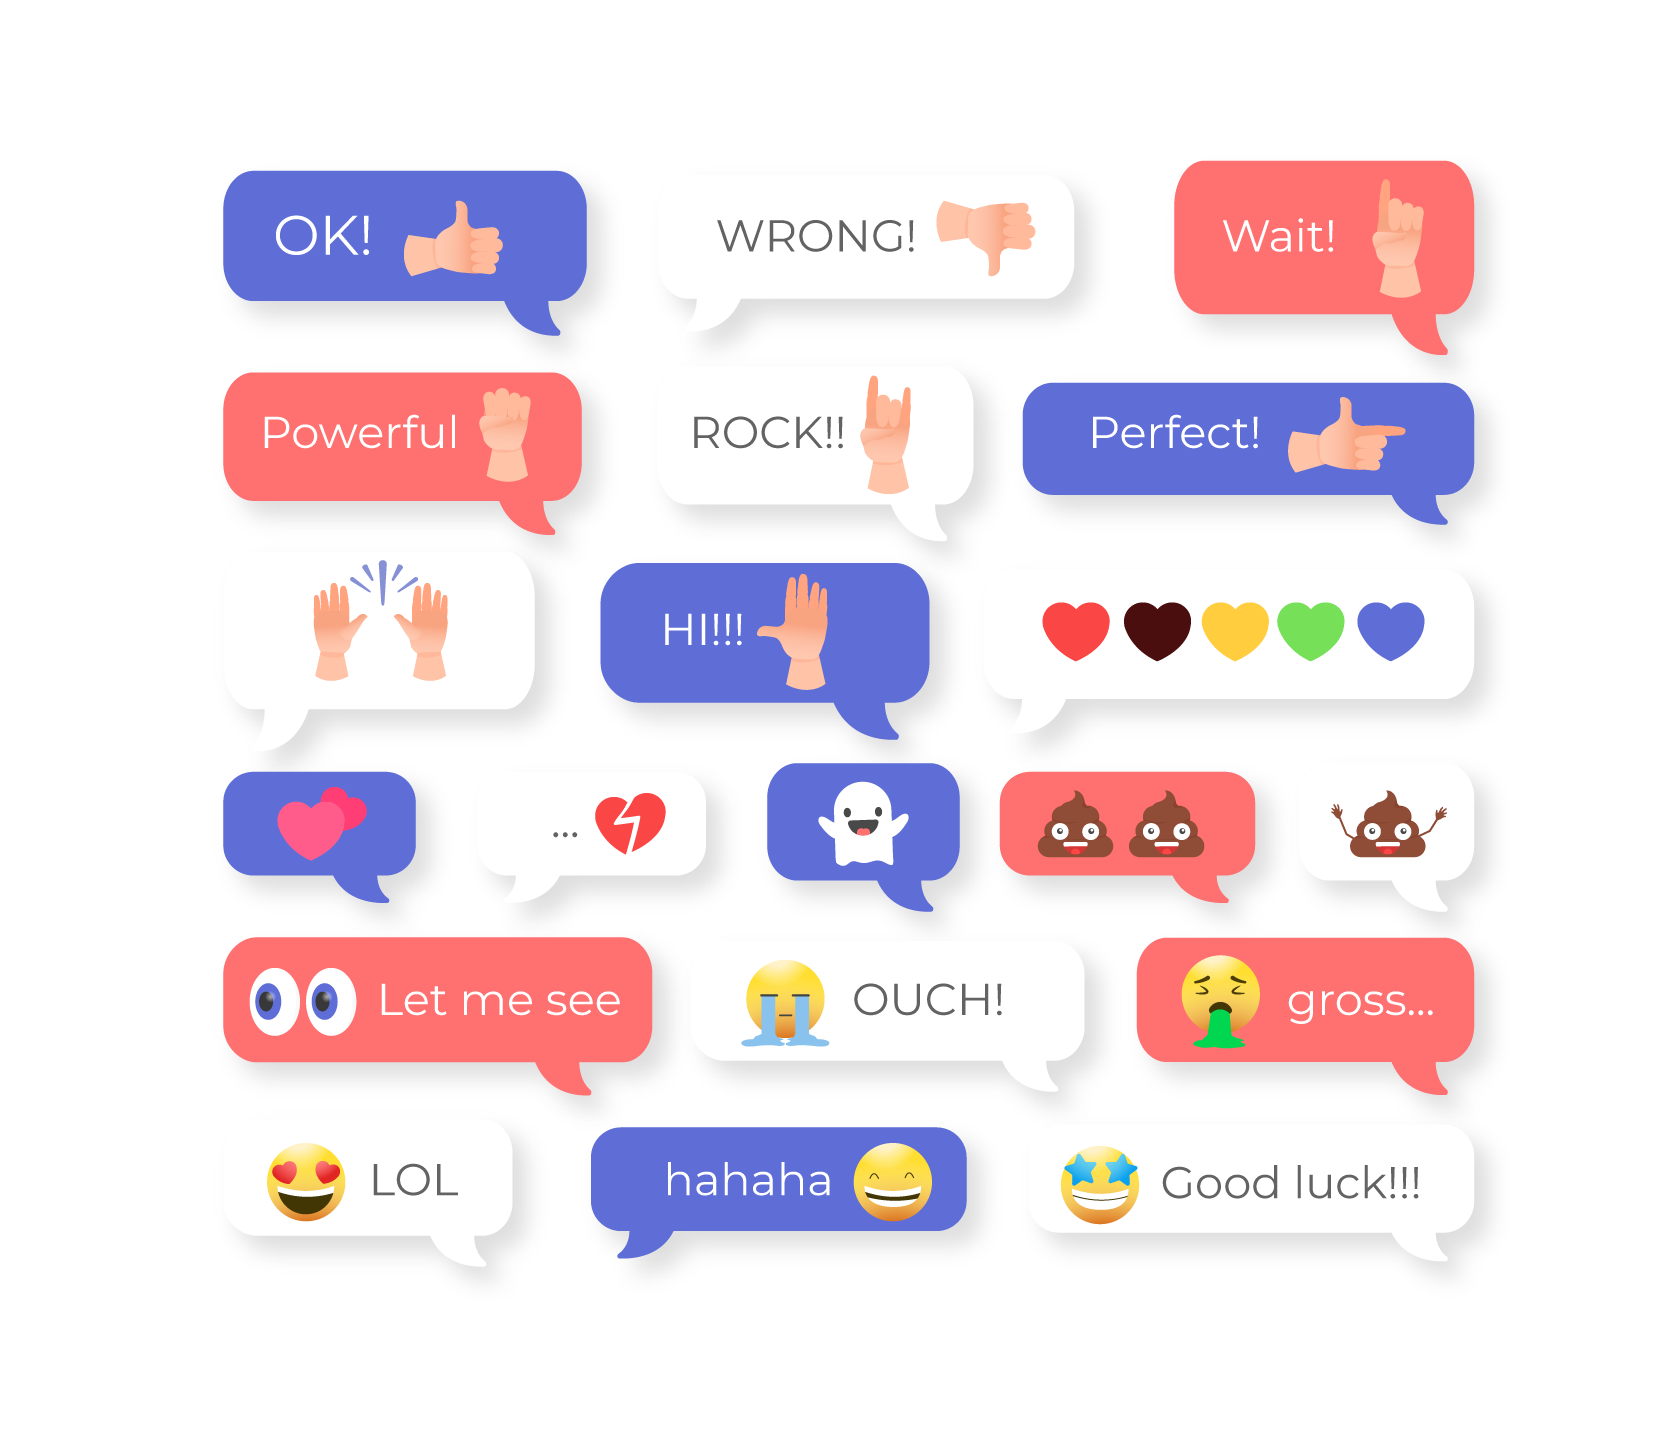 OK!
WRONG!
Wait!
Powerful
ROCK!!
Perfect!
HI!!!
...
Let me see
OUCH!
gross...
LOL
hahaha
Good luck!!!